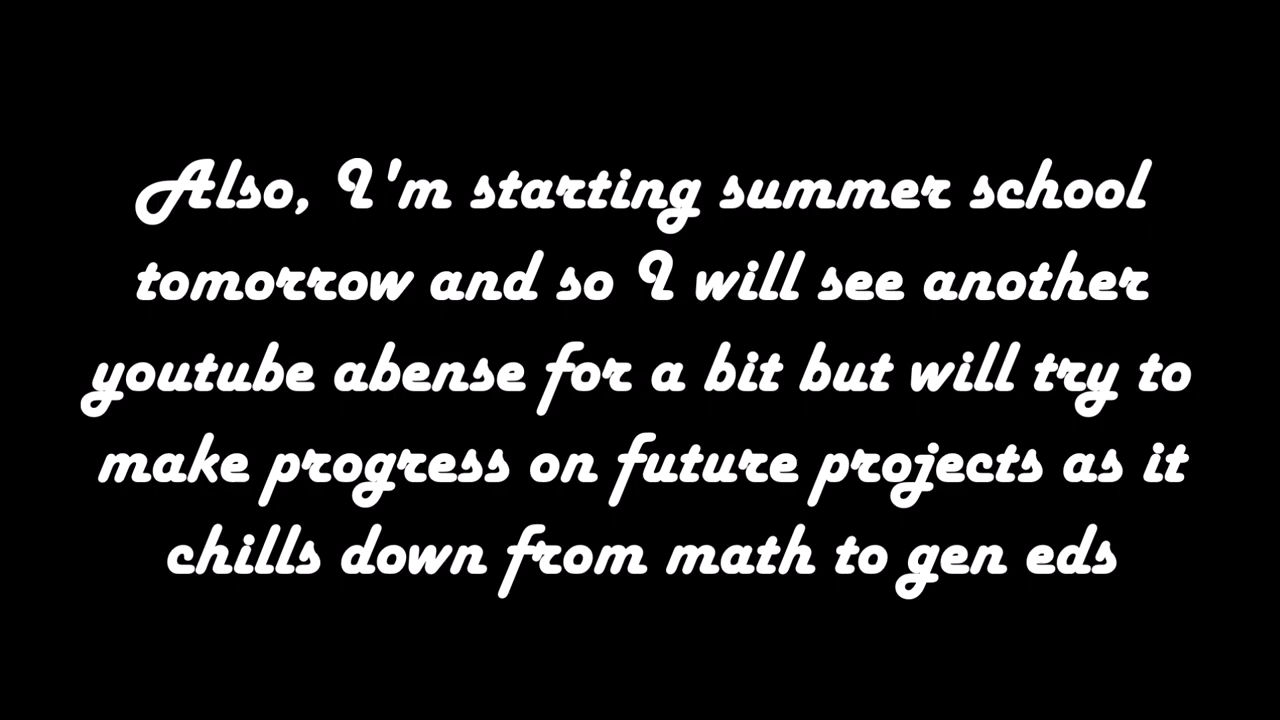 Also, I'm starting summer school
tomorrow and so I will see another
youtube abense for a bit but will try to
make progress on future projects as it
chills down from math to gen eds